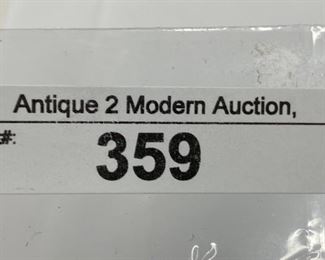 Antique 2 Modern Auction,
#: 359